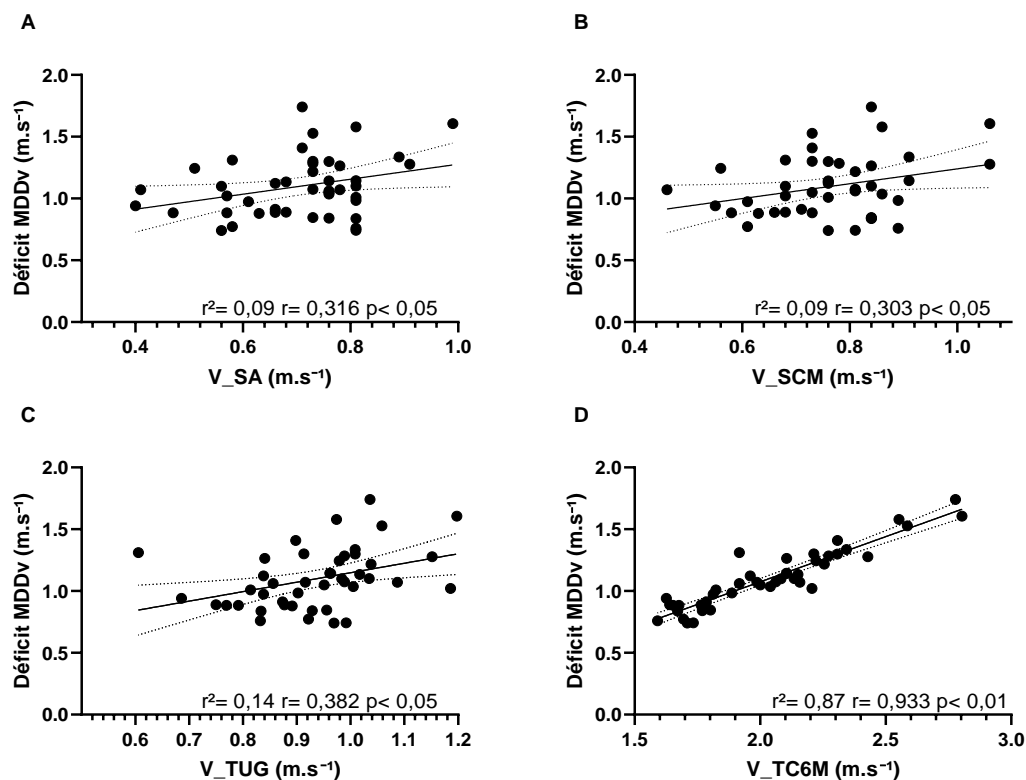 A
Déficit MDDv (m.s⁻¹)
2.0
1.5
1.0
0.5
0.0
r²= 0,09 r= 0,316 p< 0,05
0.4 0.6 0.8 1.0
V_SA (m.s⁻¹)
B
Déficit MDDv (m.s⁻¹)
2.0
1.5
1.0
0.5
0.0
r²= 0,09 r= 0,303 p< 0,05
0.4 0.6 0.8 1.0
V_SCM (m.s⁻¹)
C
Déficit MDDv (m.s⁻¹)
2.0
1.5
1.0
0.5
0.0
r²= 0,14 r= 0,382 p< 0,05
0.6 0.7 0.8 0.9 1.0 1.1 1.2
V_TUG (m.s⁻¹)
D
Déficit MDDv (m.s⁻¹)
2.0
1.5
1.0
0.5
0.0
r²= 0,87 r= 0,933 p< 0,01
1.5 2.0 2.5 3.0
V_TC6M (m.s⁻¹)